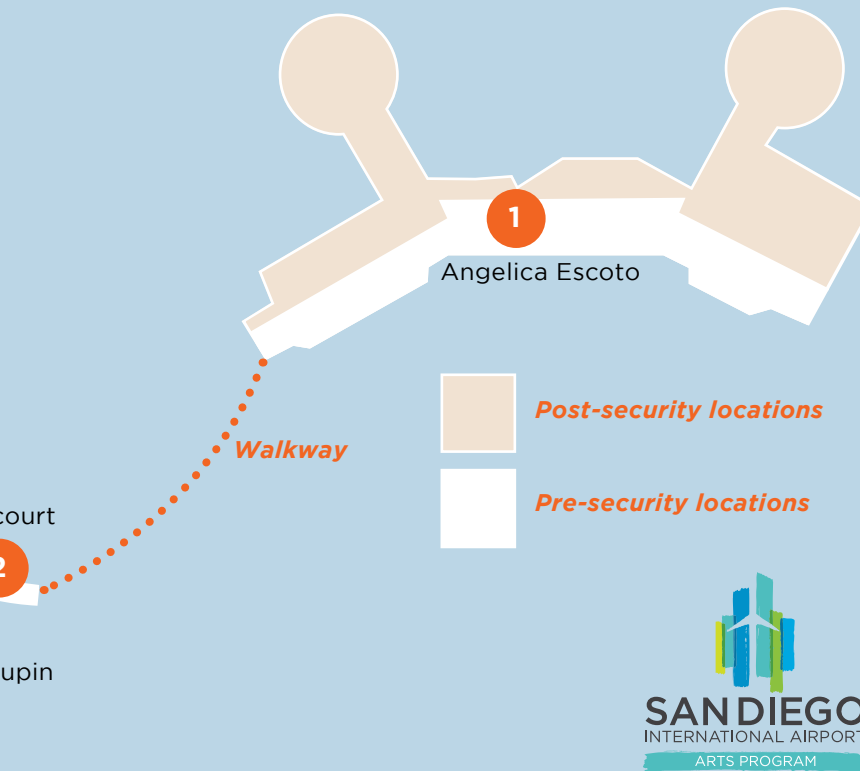 1
Angelica Escoto
Post-security locations
Walkway
Pre-security locations
court
2
upin
SAN DIEGO
INTERNATIONAL AIRPORT
ARTS PROGRAM